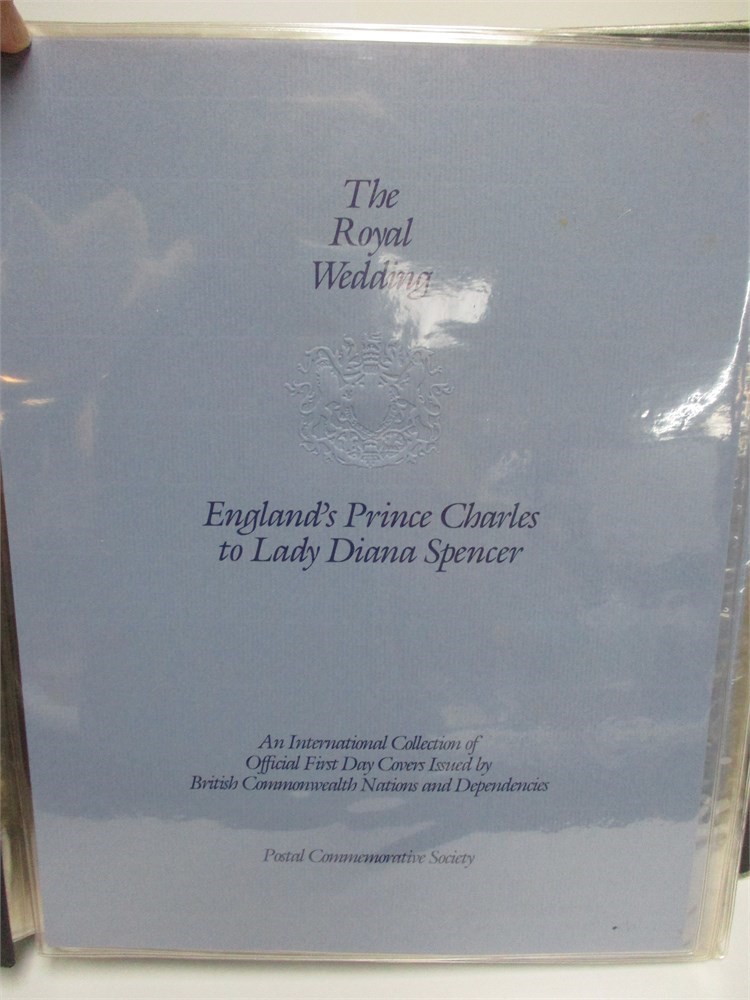 The
Royal
Wedding
England's Prince Charles
to Lady Diana Spencer
An International Collection of
Official First Day Covers Issued by
British Commonwealth Nations and Dependencies
Postal Commemorative Society